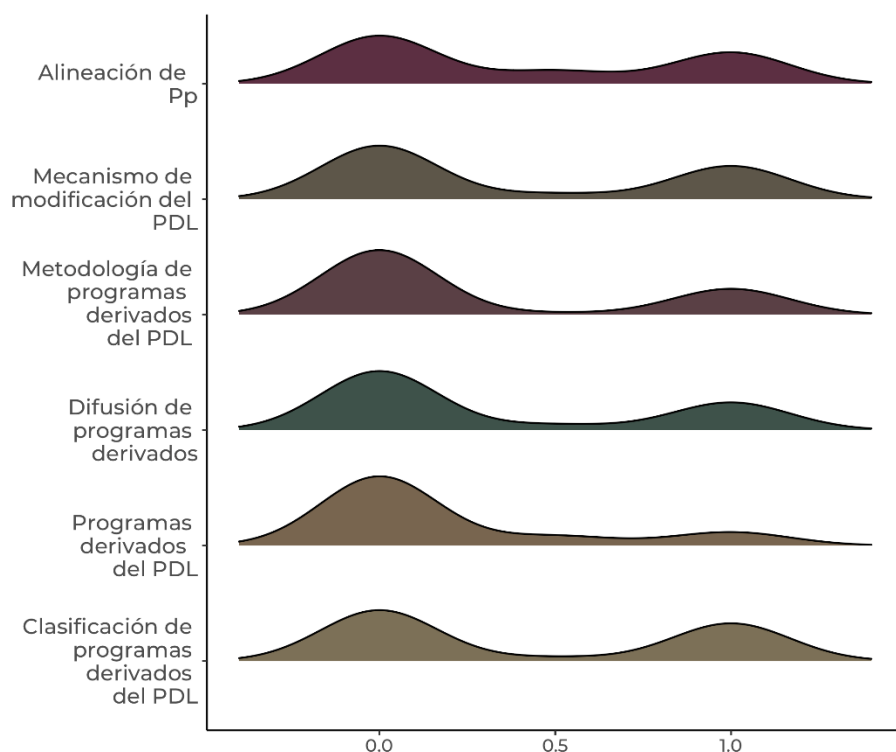 Alineación de
Pp
Mecanismo de
modificación del
PDL
Metodología de
programas
derivados
del PDL
Difusión de
programas
derivados
Programas
derivados
del PDL
Clasificación de
programas
derivados
del PDL
0.0 0.5 1.0